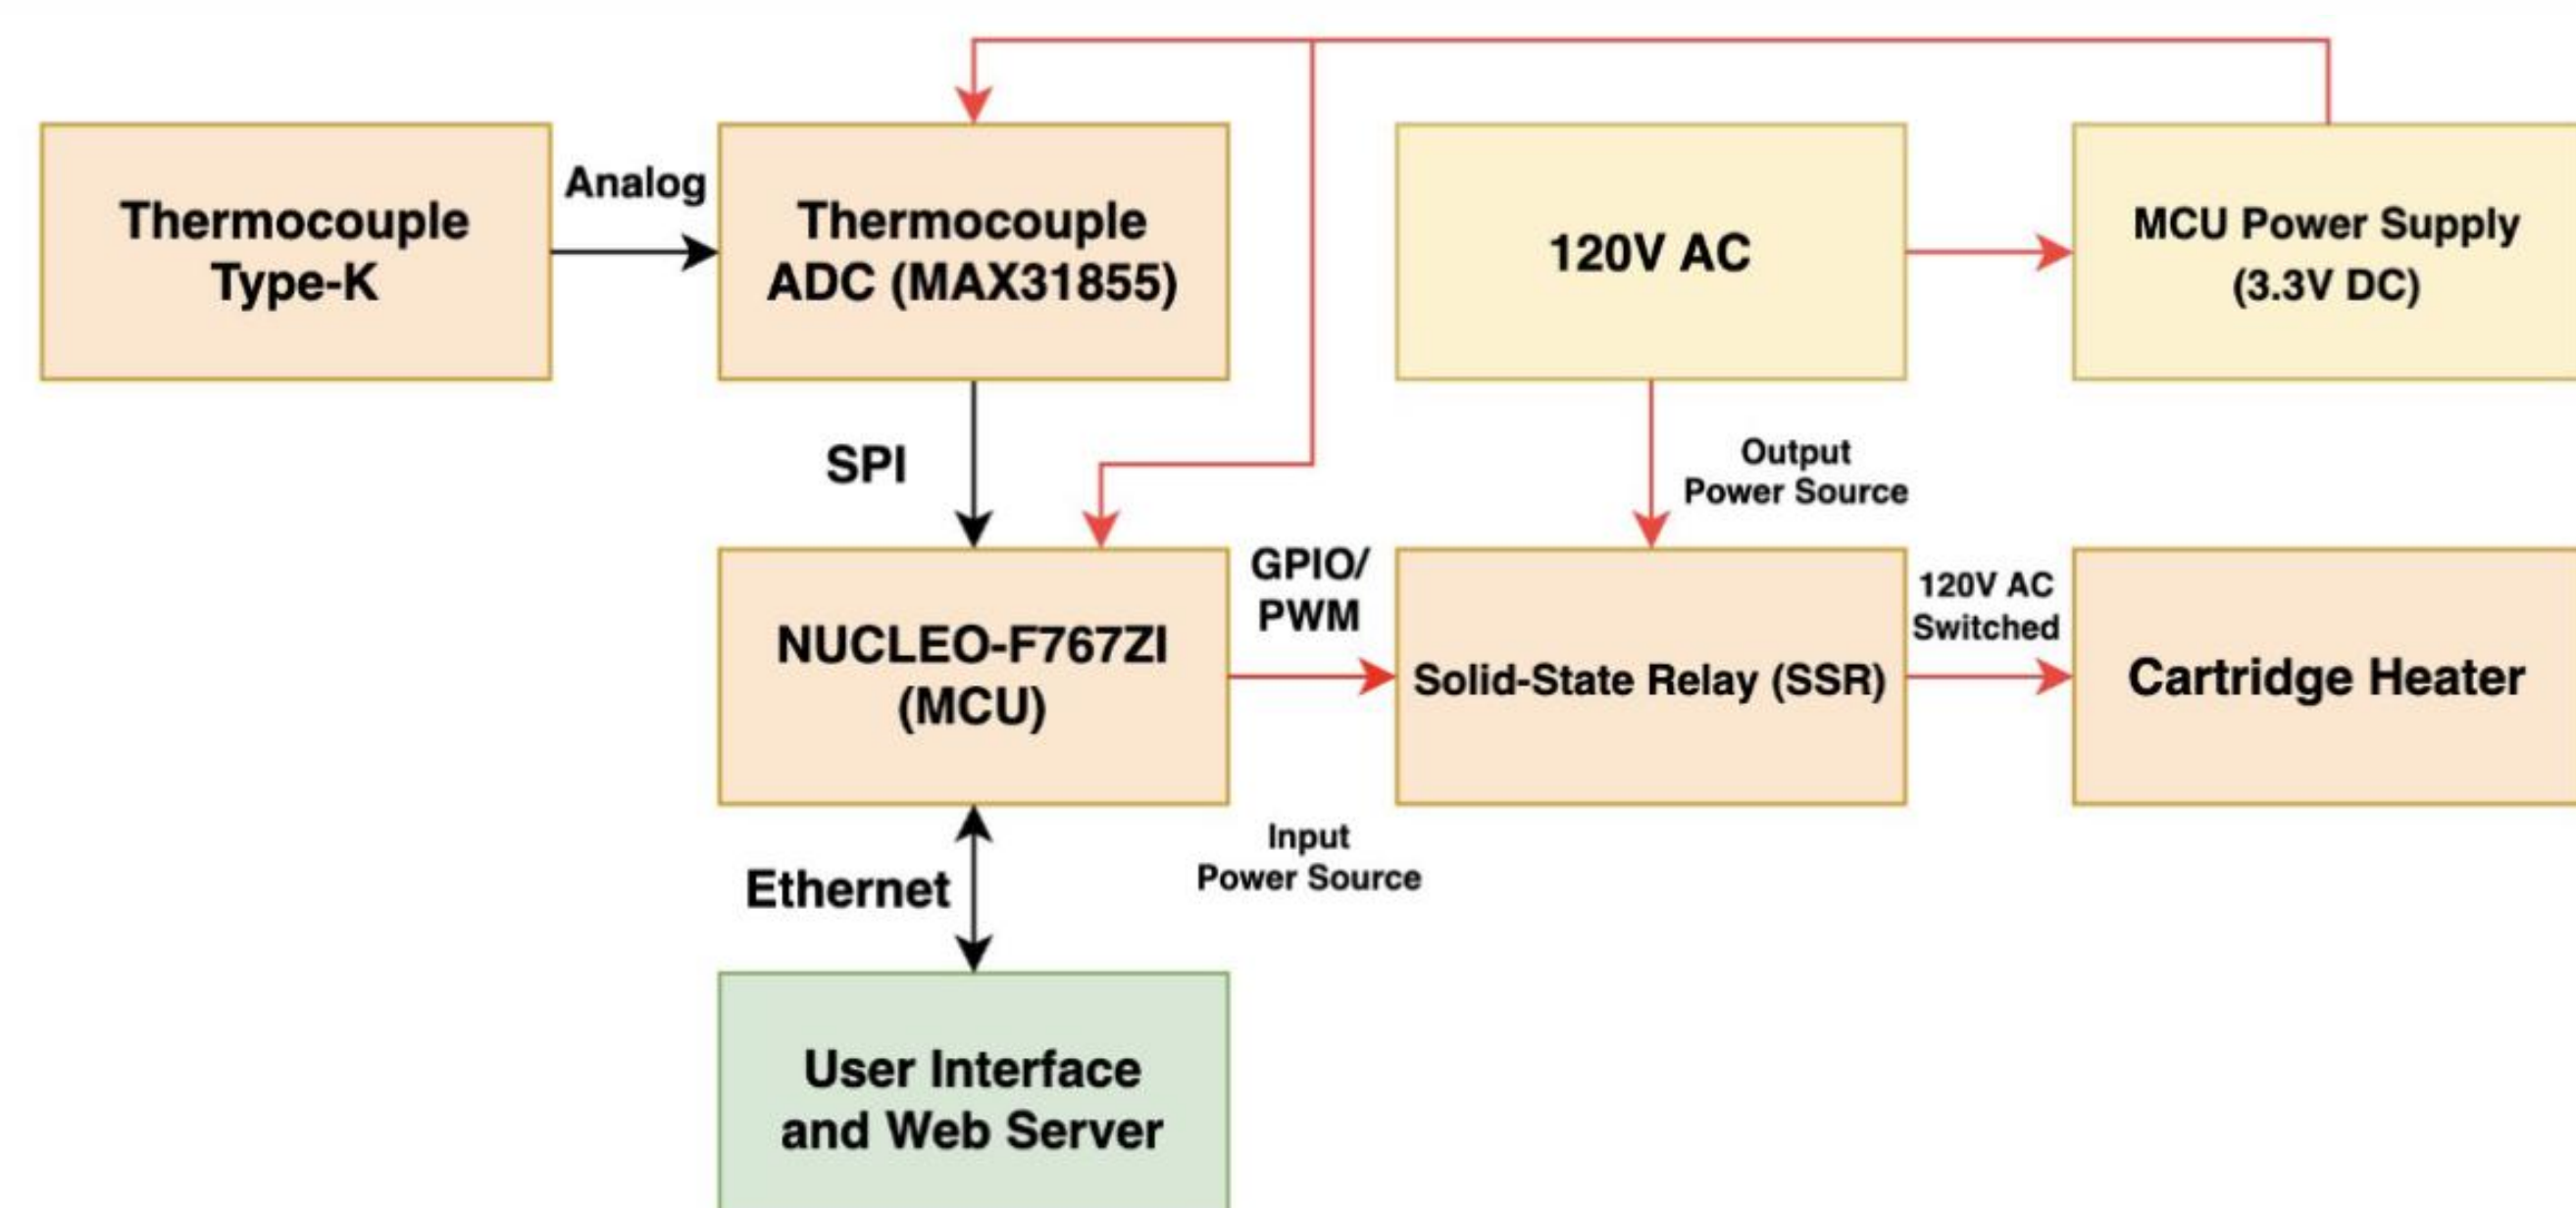 Thermocouple
Type-K
Analog
Thermocouple
ADC (MAX31855)
120V AC
MCU Power Supply
(3.3V DC)
SPI
Output
Power Source
NUCLEO-F767ZI
(MCU)
GPIO/
PWM
Solid-State Relay (SSR)
120V AC
Switched
Cartridge Heater
Ethernet
Input
Power Source
User Interface
and Web Server